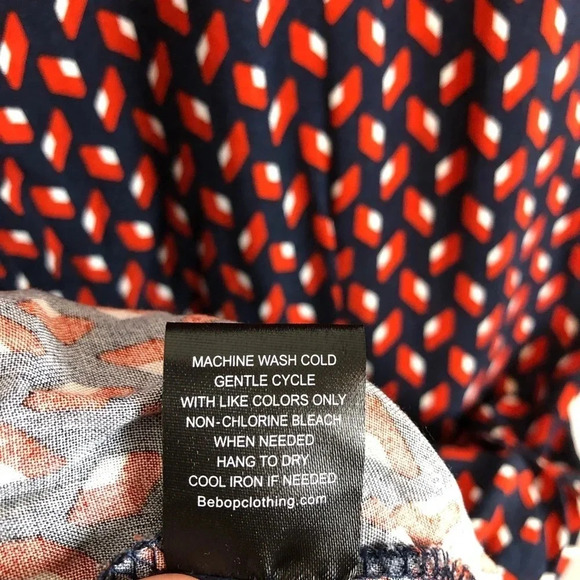 MACHINE WASH COLD
GENTLE CYCLE
WITH LIKE COLORS ONLY
NON-CHLORINE BLEACH
WHEN NEEDED
HANG TO DRY
COOL IRON IF NEEDED
Bebopclothing.com